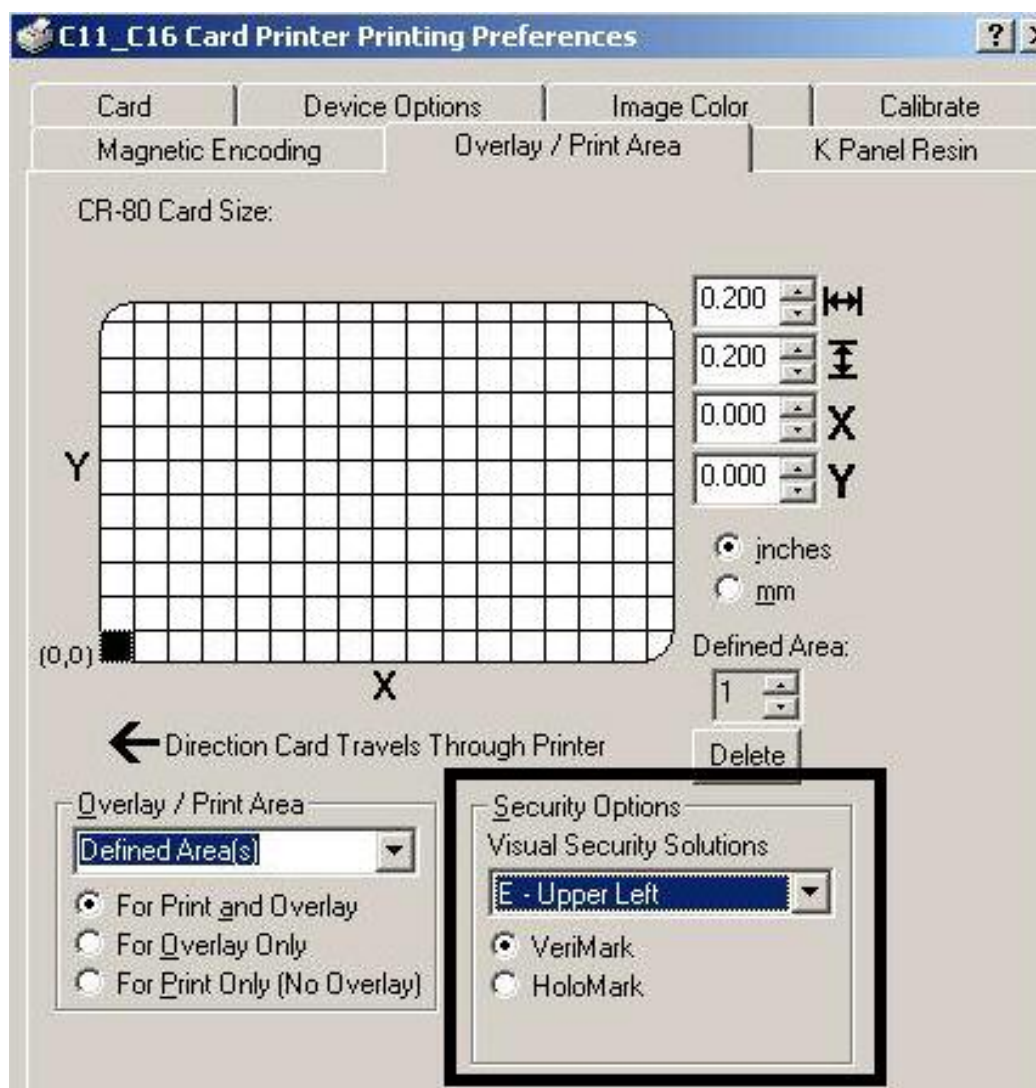 C11_C16 Card Printer Printing Preferences
Card Device Options Image Color Calibrate
Magnetic Encoding Overlay / Print Area K Panel Resin
CR-80 Card Size:
0.200
0.200
0.000 X
0.000 Y
Y
inches
mm
(0,0)
X
Defined Area:
1
Direction Card Travels Through Printer
Delete
Overlay / Print Area
Defined Area(s)
For Print and Overlay
For Overlay Only
For Print Only (No Overlay)
Security Options
Visual Security Solutions
E - Upper Left
VeriMark
HoloMark